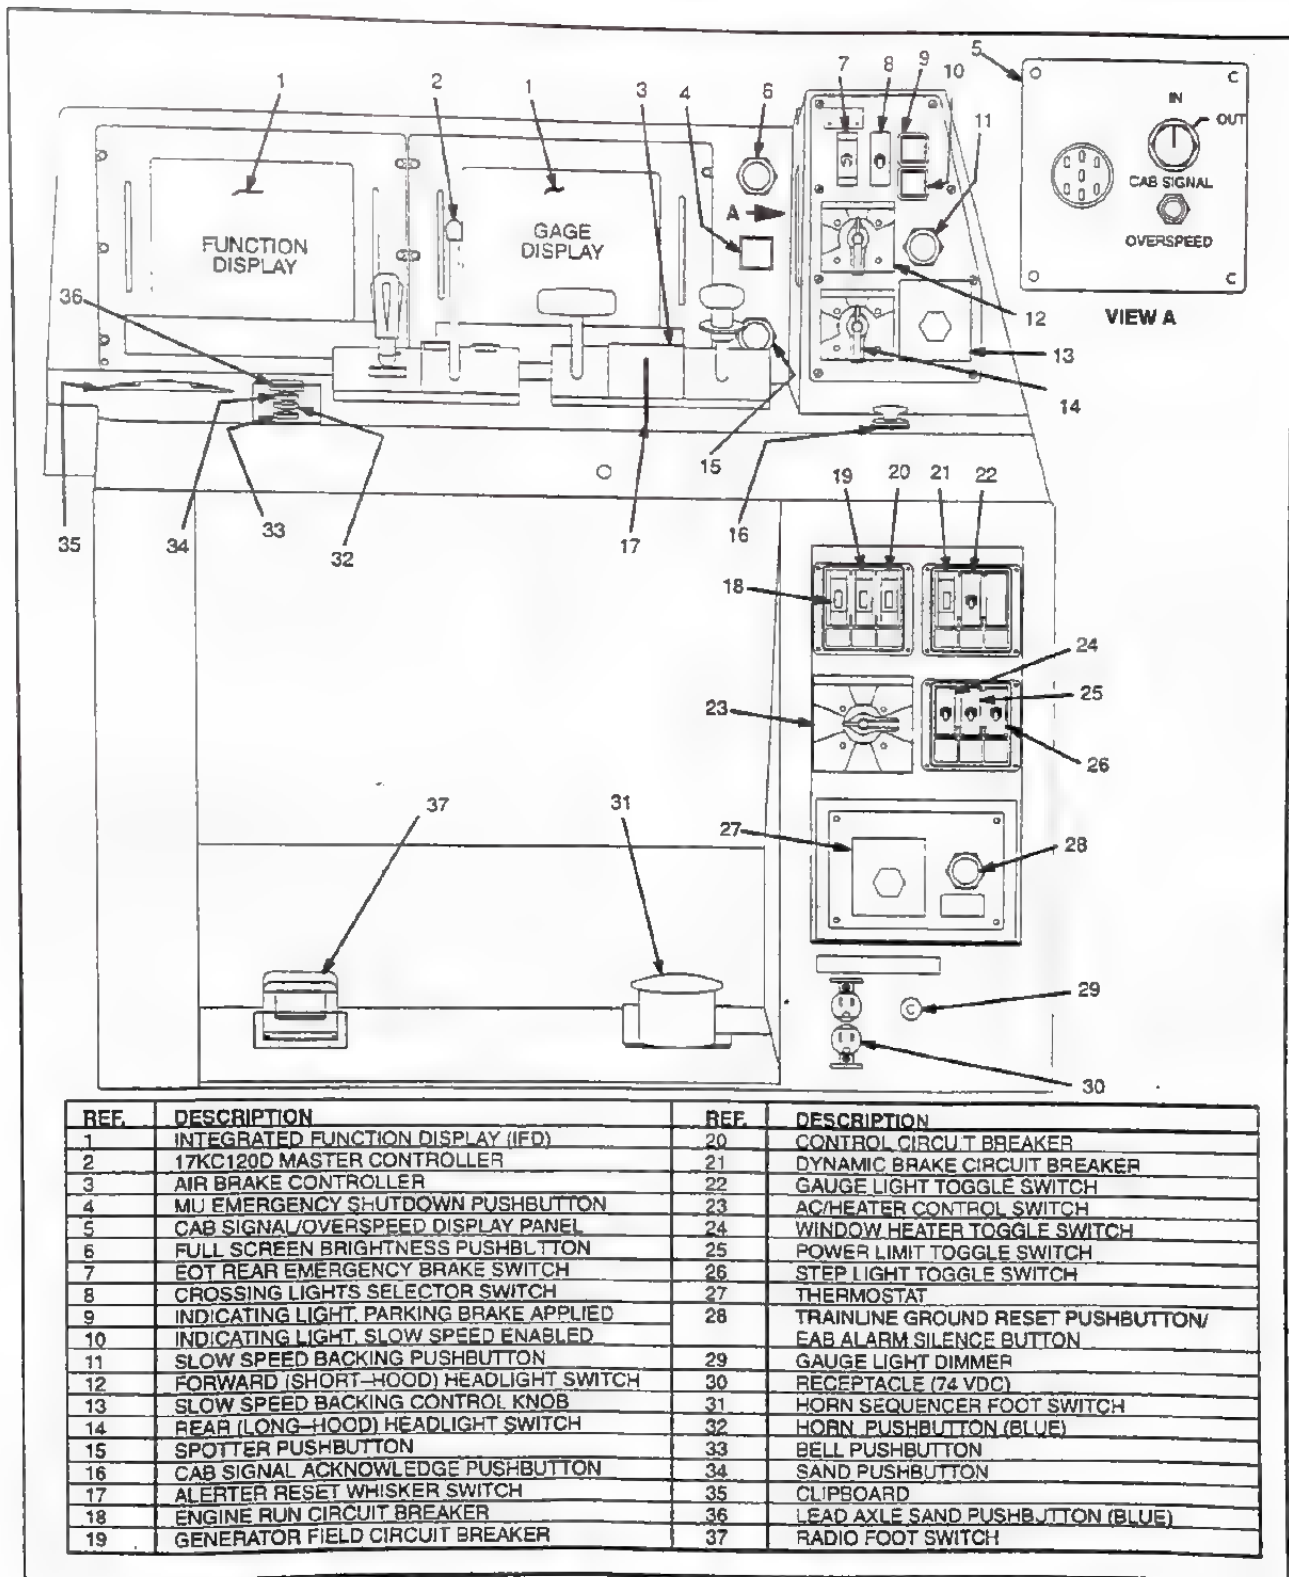 1
2
1
3
4
6
7
8
9
10
5
C
IN
OUT
11
CAB SIGNAL
A
OVERSPEED
C
VIEW A
FUNCTION
DISPLAY
GAGE
DISPLAY
36
12
13
14
35
34
33
32
17
15
16
19
20
21
22
18
24
25
23
26
37
31
27
28
29
C
30
REF. DESCRIPTION REF. DESCRIPTION
1 INTEGRATED FUNCTION DISPLAY (IFD) 20 CONTROL CIRCUIT BREAKER
2 17KC120D MASTER CONTROLLER 21 DYNAMIC BRAKE CIRCUIT BREAKER
3 AIR BRAKE CONTROLLER 22 GAUGE LIGHT TOGGLE SWITCH
4 MU EMERGENCY SHUTDOWN PUSHBUTTON 23 AC/HEATER CONTROL SWITCH
5 CAB SIGNAL/OVERSPEED DISPLAY PANEL 24 WINDOW HEATER TOGGLE SWITCH
6 FULL SCREEN BRIGHTNESS PUSHBUTTON 25 POWER LIMIT TOGGLE SWITCH
7 EOT REAR EMERGENCY BRAKE SWITCH 26 STEP LIGHT TOGGLE SWITCH
8 CROSSING LIGHTS SELECTOR SWITCH 27 THERMOSTAT
9 INDICATING LIGHT, PARKING BRAKE APPLIED 28 TRAINLINE GROUND RESET PUSHBUTTON/
10 INDICATING LIGHT, SLOW SPEED ENABLED EAB ALARM SILENCE BUTTON
11 SLOW SPEED BACKING PUSHBUTTON 29 GAUGE LIGHT DIMMER
12 FORWARD (SHORT-HOOD) HEADLIGHT SWITCH 30 RECEPTACLE (74 VDC)
13 SLOW SPEED BACKING CONTROL KNOB 31 HORN SEQUENCER FOOT SWITCH
14 REAR (LONG-HOOD) HEADLIGHT SWITCH 32 HORN PUSHBUTTON (BLUE)
15 SPOTTER PUSHBUTTON 33 BELL PUSHBUTTON
16 CAB SIGNAL ACKNOWLEDGE PUSHBUTTON 34 SAND PUSHBUTTON
17 ALERTER RESET WHISKER SWITCH 35 CLIPBOARD
18 ENGINE RUN CIRCUIT BREAKER 36 LEAD AXLE SAND PUSHBUTTON (BLUE)
19 GENERATOR FIELD CIRCUIT BREAKER 37 RADIO FOOT SWITCH